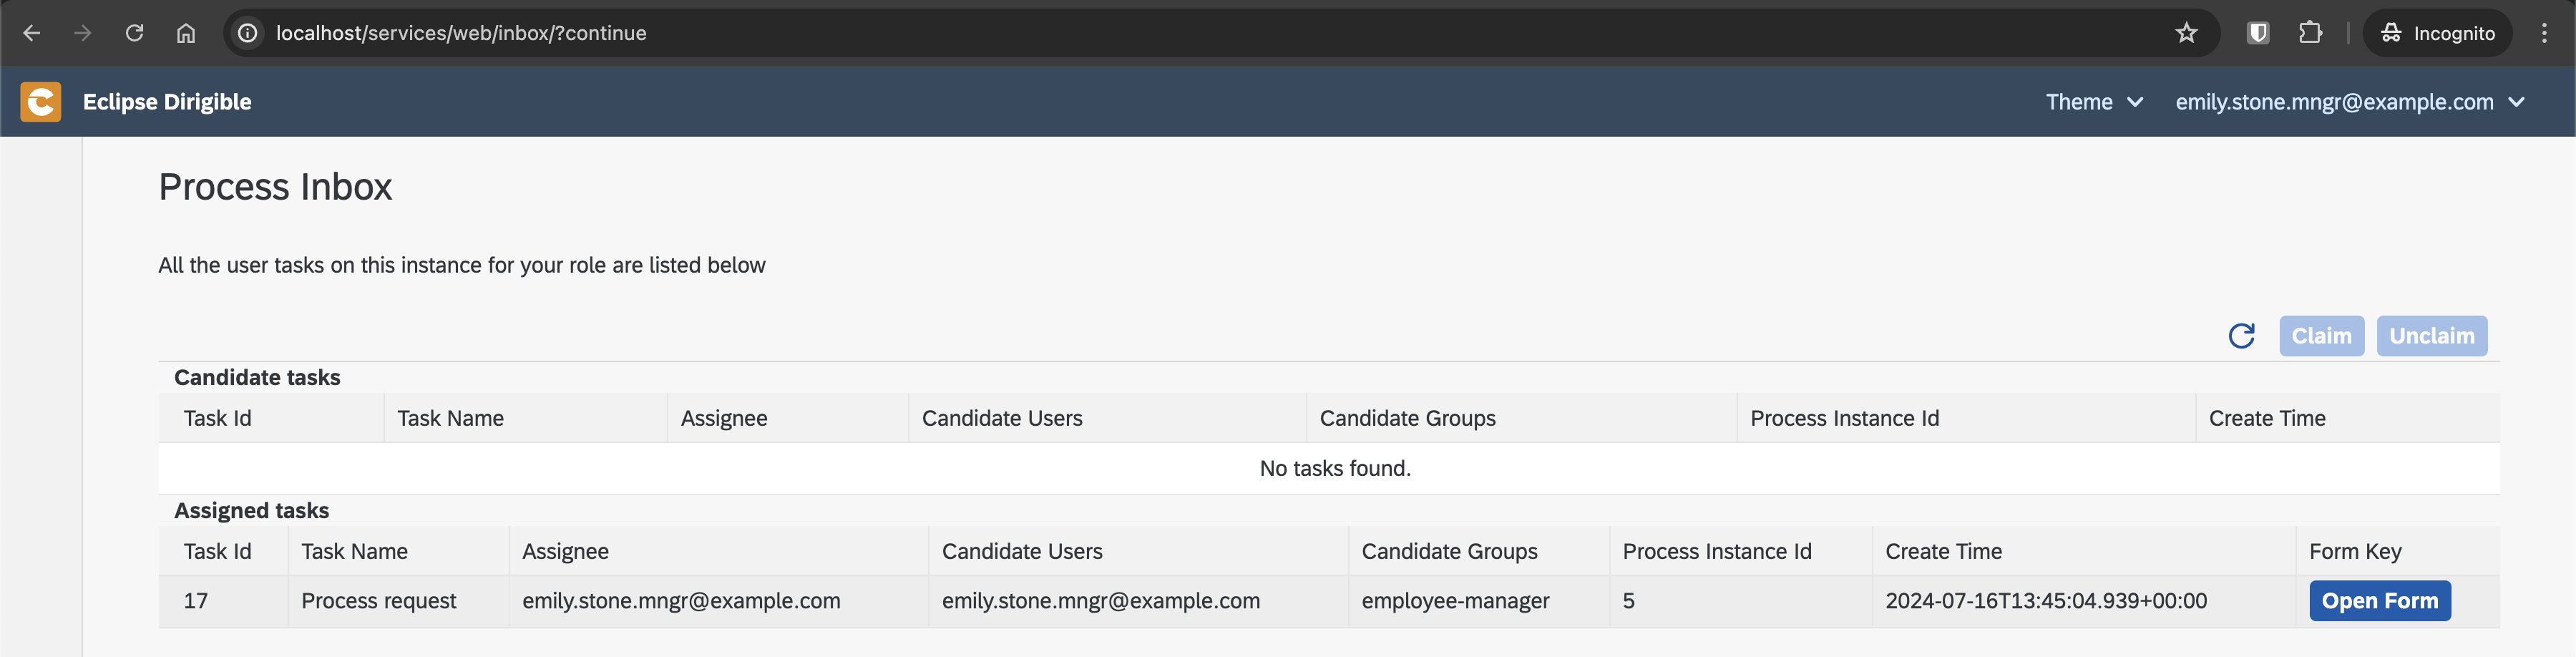 localhost/services/web/inbox/?continue
Incognito
Eclipse Dirigible
Theme
emily.stone.mngr@example.com
Process Inbox
All the user tasks on this instance for your role are listed below
Claim Unclaim
Candidate tasks
Task Id Task Name Assignee Candidate Users Candidate Groups Process Instance Id Create Time
No tasks found.
Assigned tasks
Task Id Task Name Assignee Candidate Users Candidate Groups Process Instance Id Create Time Form Key
17 Process request emily.stone.mngr@example.com emily.stone.mngr@example.com employee-manager 5 2024-07-16T13:45:04.939+00:00 Open Form